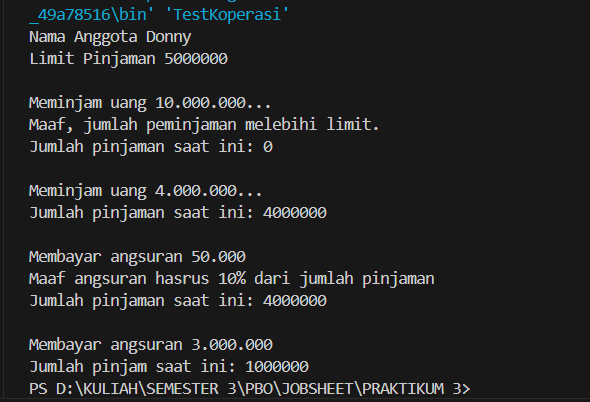 _49a78516\bin' 'TestKoperasi'
Nama Anggota Donny
Limit Pinjaman 5000000
Meminjam uang 10.000.000...
Maaf, jumlah peminjaman melebihi limit.
Jumlah pinjaman saat ini: 0
Meminjam uang 4.000.000...
Jumlah pinjaman saat ini: 4000000
Membayar angsuran 50.000
Maaf angsuran hasrus 10% dari jumlah pinjaman
Jumlah pinjaman saat ini: 4000000
Membayar angsuran 3.000.000
Jumlah pinjam saat ini: 1000000
PS D:\KULIAH\SEMESTER 3\PBO\JOBSHEET\PRAKTIKUM 3>